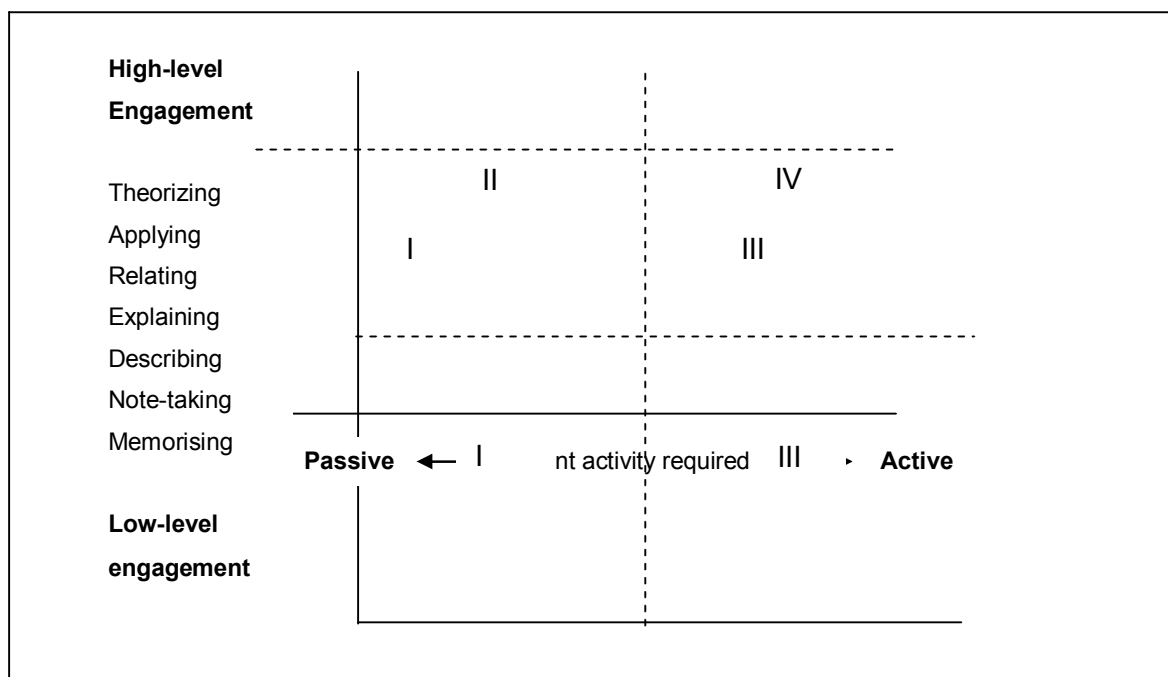 High-level
Engagement
II IV
Theorizing
Applying
I III
Relating
Explaining
Describing
Note-taking
Memorising
Passive I nt activity required III Active
Low-level
engagement